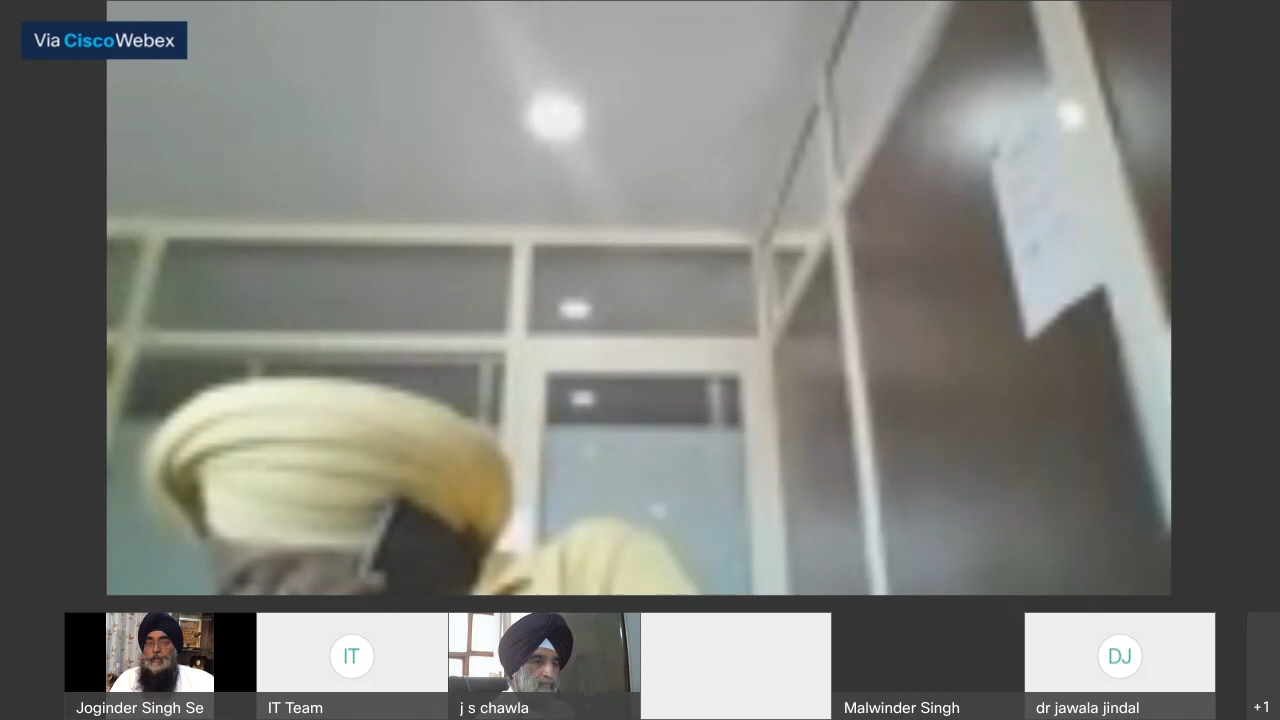 Via CiscoWebex
IT
DJ
Joginder Singh Se
IT Team
j s chawla
Malwinder Singh
dr jawala jindal
+1